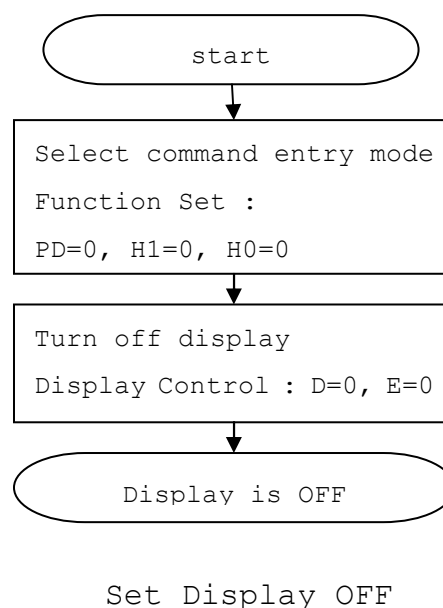 start
Select command entry mode
Function Set :
PD=0, H1=0, H0=0
Turn off display
Display Control : D=0, E=0
Display is OFF
Set Display OFF